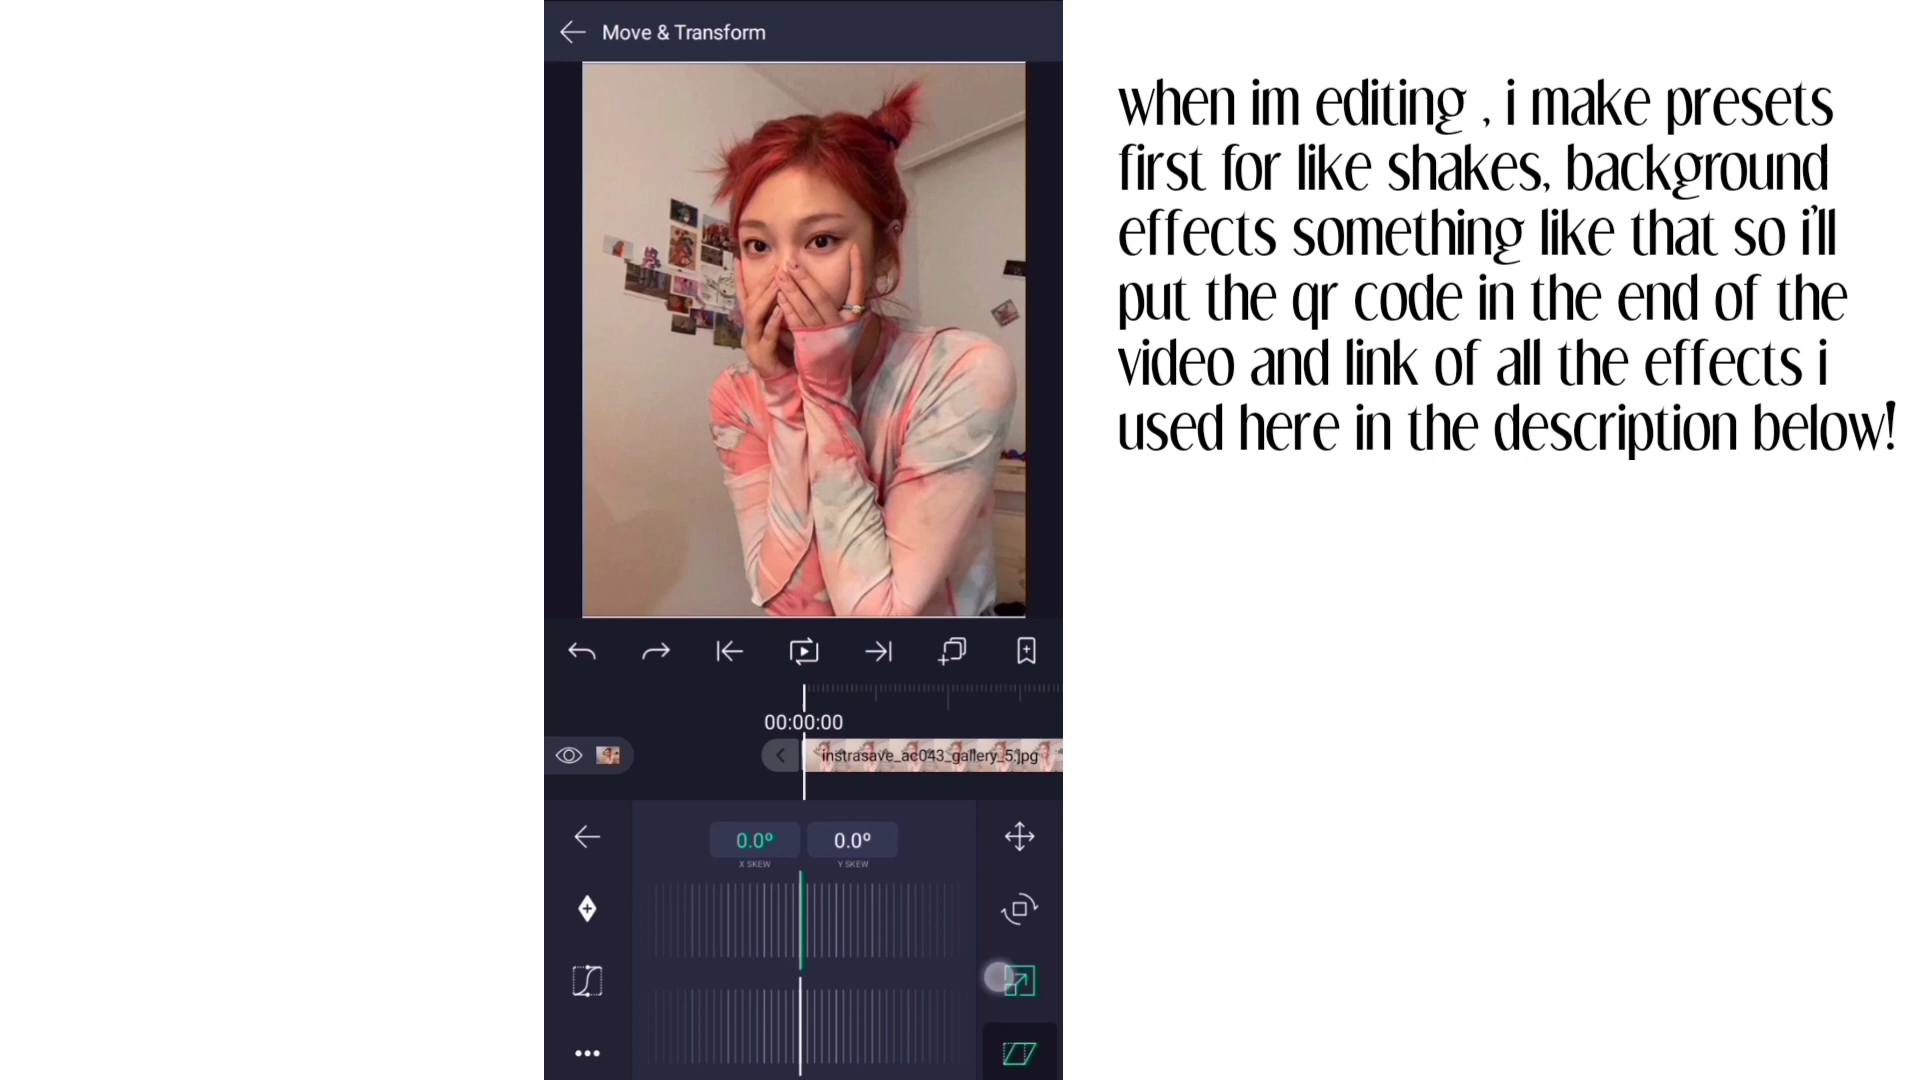 Move & Transform
when im editing , i make presets
first for like shakes, background
effects something like that so i'll
put the qr code in the end of the
video and link of all the effects i
used here in the description below!
00:00:00
instrasave_ac043_gallery_5.jpg
0.0º
0.0º
X SKEW
Y SKEW